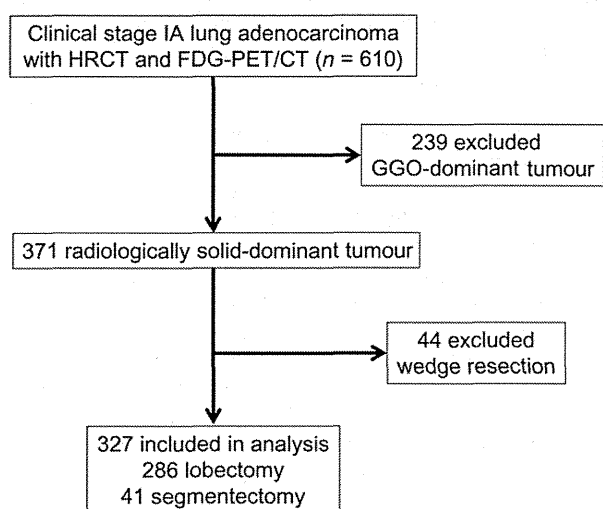 Clinical stage IA lung adenocarcinoma
with HRCT and FDG-PET/CT (n = 610)
239 excluded
GGO-dominant tumour
371 radiologically solid-dominant tumour
44 excluded
wedge resection
327 included in analysis
286 lobectomy
41 segmentectomy